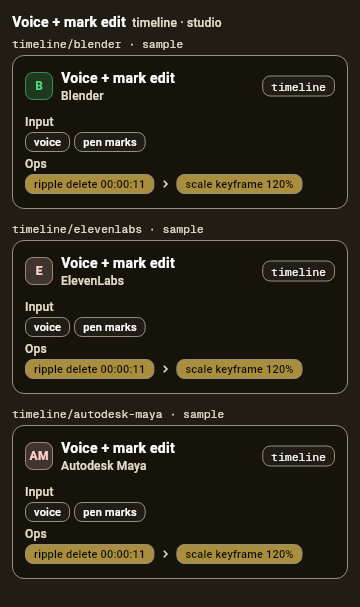 Voice + mark edit timeline · studio
timeline/blender · sample
B
Voice + mark edit
Blender
timeline
Input
voice pen marks
Ops
ripple delete 00:00:11 › scale keyframe 120%
timeline/elevenlabs · sample
E
Voice + mark edit
ElevenLabs
timeline
Input
voice pen marks
Ops
ripple delete 00:00:11 › scale keyframe 120%
timeline/autodesk-maya · sample
AM
Voice + mark edit
Autodesk Maya
timeline
Input
voice pen marks
Ops
ripple delete 00:00:11 › scale keyframe 120%